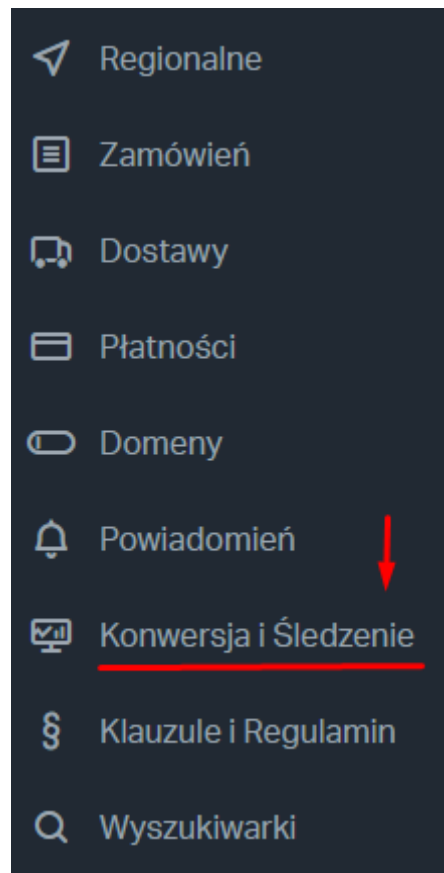 Regionalne
Zamówień
Dostawy
Płatności
Domeny
Powiadomień
Konwersja i Śledzenie
§ Klauzule i Regulamin
Wyszukiwarki